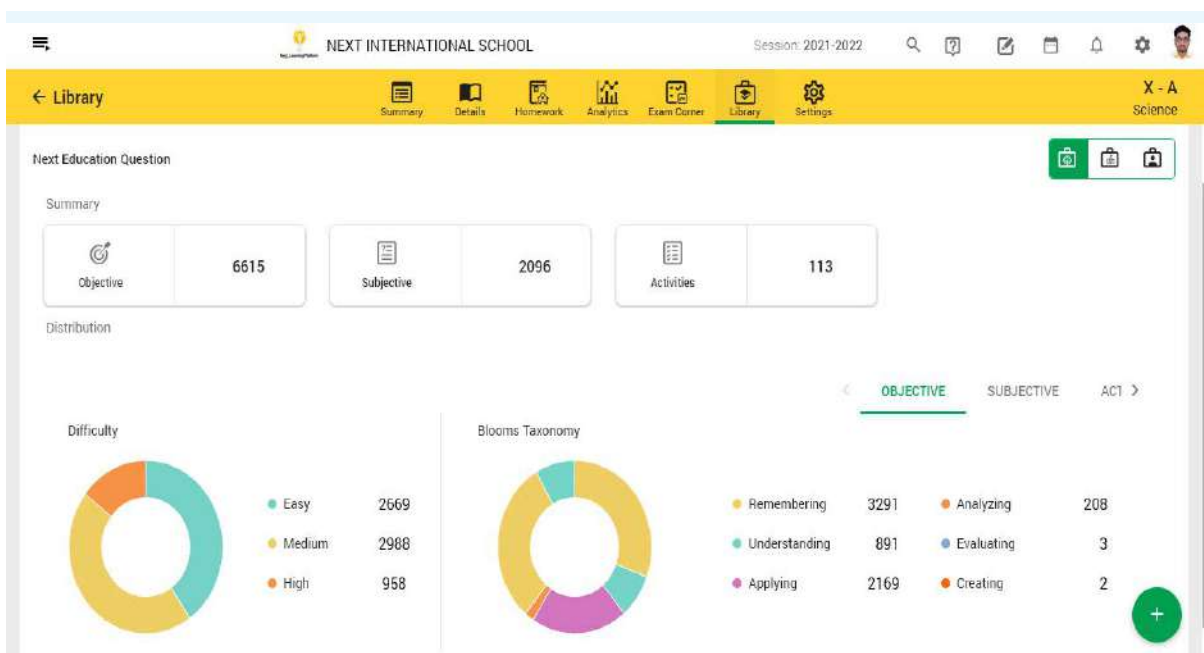 NEXT INTERNATIONAL SCHOOL
Session: 2021-2022
← Library
Summary
Details
Homework
Analytics
Exam Corner
Library
Settings
X - A
Science
Next Education Question
Summary
Objective
6615
Subjective
2096
Activities
113
Distribution
OBJECTIVE
SUBJECTIVE
ACT
Difficulty
Easy 2669
Medium 2988
High 958
Blooms Taxonomy
Remembering 3291
Understanding 891
Applying 2169
Analyzing 208
Evaluating 3
Creating 2